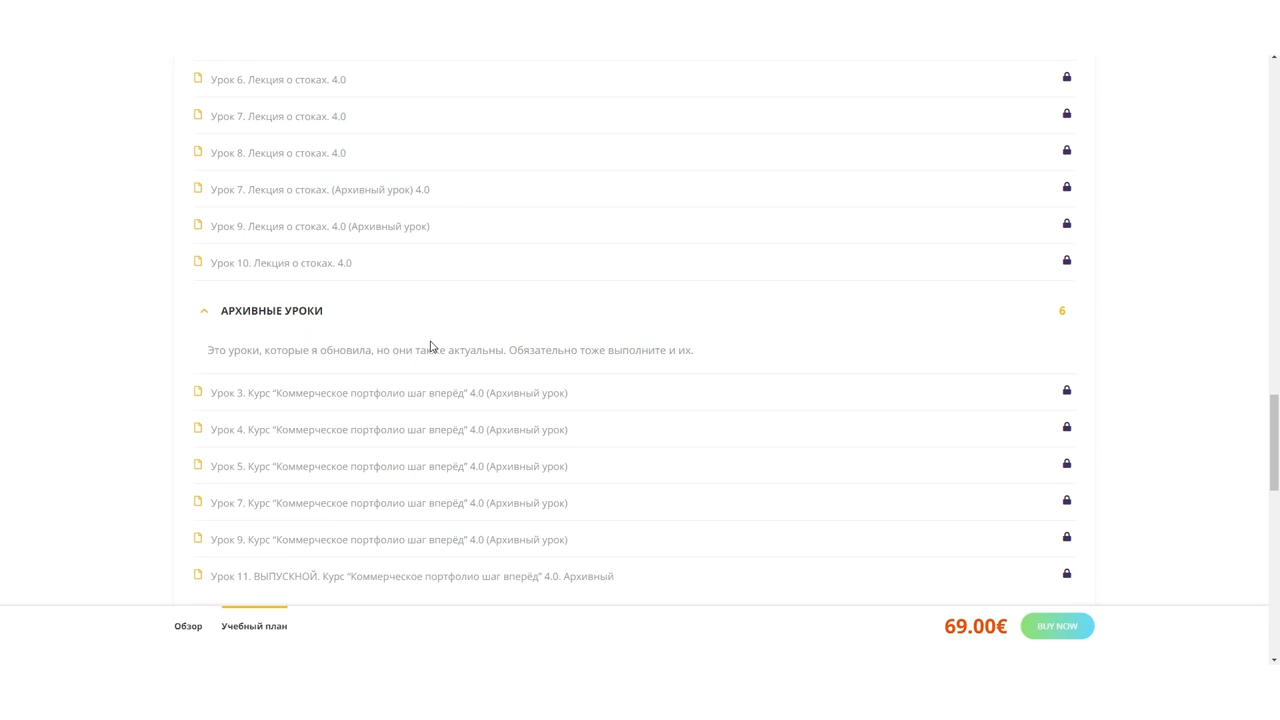 Урок 6. Лекция о стоках. 4.0
Урок 7. Лекция о стоках. 4.0
Урок 8. Лекция о стоках. 4.0
Урок 7. Лекция о стоках. (Архивный урок) 4.0
Урок 9. Лекция о стоках. 4.0 (Архивный урок)
Урок 10. Лекция о стоках. 4.0
АРХИВНЫЕ УРОКИ 6
Это уроки, которые я обновила, но они также актуальны. Обязательно тоже выполните и их.
Урок 3. Курс “Коммерческое портфолио шаг вперёд” 4.0 (Архивный урок)
Урок 4. Курс “Коммерческое портфолио шаг вперёд” 4.0 (Архивный урок)
Урок 5. Курс “Коммерческое портфолио шаг вперёд” 4.0 (Архивный урок)
Урок 7. Курс “Коммерческое портфолио шаг вперёд” 4.0 (Архивный урок)
Урок 9. Курс “Коммерческое портфолио шаг вперёд” 4.0 (Архивный урок)
Урок 11. ВЫПУСКНОЙ. Курс “Коммерческое портфолио шаг вперёд” 4.0. Архивный
Обзор Учебный план 69.00€ BUY NOW